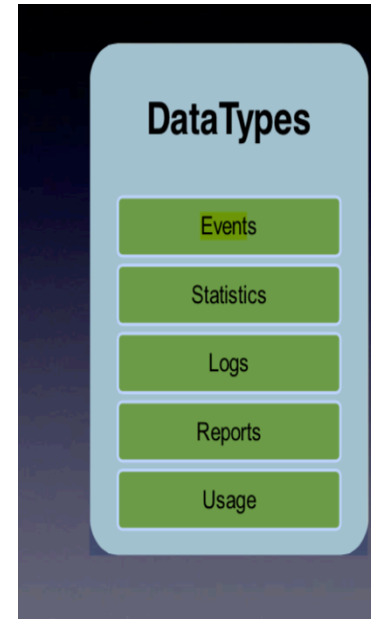 DataTypes
Events
Statistics
Logs
Reports
Usage